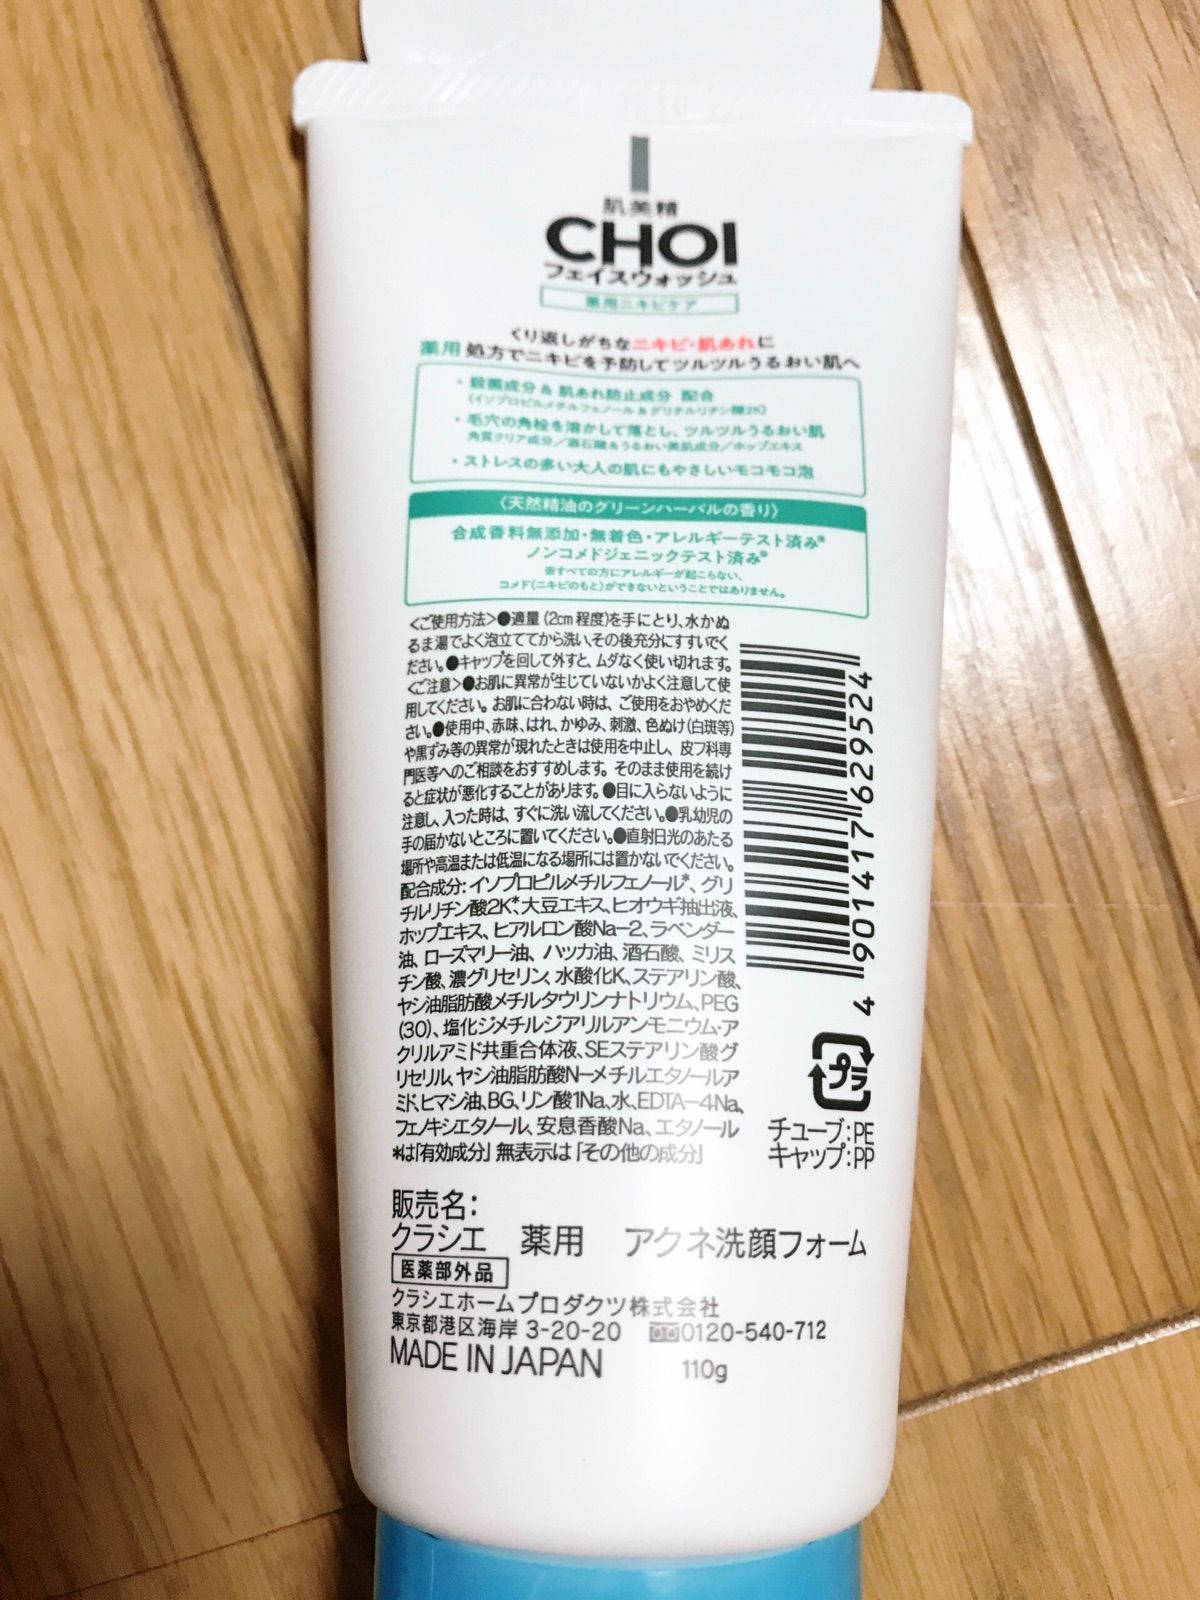 肌美精
CHOI
フェイスウォッシュ
薬用ニキビケア
くり返しがちなニキビ・肌あれに
薬用 処方でニキビを予防してツルツルうるおい肌へ
・殺菌成分&肌あれ防止成分 配合
(イソプロピルメチルフェノール&グリチルリチン酸2K)
・毛穴の角栓を溶かして落とし、ツルツルうるおい肌
角質クリア成分/酒石酸&うるおい美肌成分/ホップエキス
・ストレスの多い大人の肌にもやさしいモコモコ泡
〈天然精油のグリーンハーバルの香り〉
合成香料無添加・無着色・アレルギーテスト済み※
ノンコメドジェニックテスト済み※
※すべての方にアレルギーが起こらない、
コメド(ニキビのもと)ができないということではありません。
<ご使用方法>●適量(2cm程度)を手にとり、水かぬ
るま湯でよく泡立ててから洗い、その後充分にすすいでく
ださい。●キャップを回して外すと、ムダなく使い切れます。
<ご注意>●お肌に異常が生じていないかよく注意して使
用してください。お肌に合わない時は、ご使用をおやめくだ
さい。●使用中、赤味、はれ、かゆみ、刺激、色ぬけ(白斑等)
や黒ずみ等の異常が現れたときは使用を中止し、皮フ科専
門医等へのご相談をおすすめします。そのまま使用を続け
ると症状が悪化することがあります。●目に入らないように
注意し、入った時は、すぐに洗い流してください。●乳幼児の
手の届かないところに置いてください。●直射日光のあたる
場所や高温または低温になる場所には置かないでください。
配合成分:イソプロピルメチルフェノール*、グリ
チルリチン酸2K*、大豆エキス、ヒオウギ抽出液、
ホップエキス、ヒアルロン酸Na-2、ラベンダー
油、ローズマリー油、ハッカ油、酒石酸、ミリス
チン酸、濃グリセリン、水酸化K、ステアリン酸、
ヤシ油脂肪酸メチルタウリンナトリウム、PEG
(30)、塩化ジメチルジアリルアンモニウム・ア
クリルアミド共重合体液、SEステアリン酸グ
リセリル、ヤシ油脂肪酸N-メチルエタノールア
ミド、ヒマシ油、BG、リン酸1Na、水、EDTA-4Na、
フェノキシエタノール、安息香酸Na、エタノール
*は「有効成分」無表示は「その他の成分」
4 901417 629524
プラ
チューブ:PE
キャップ:PP
販売名:
クラシエ 薬用 アクネ洗顔フォーム
医薬部外品
クラシエホームプロダクツ株式会社
東京都港区海岸 3-20-20 0120-540-712
MADE IN JAPAN 110g